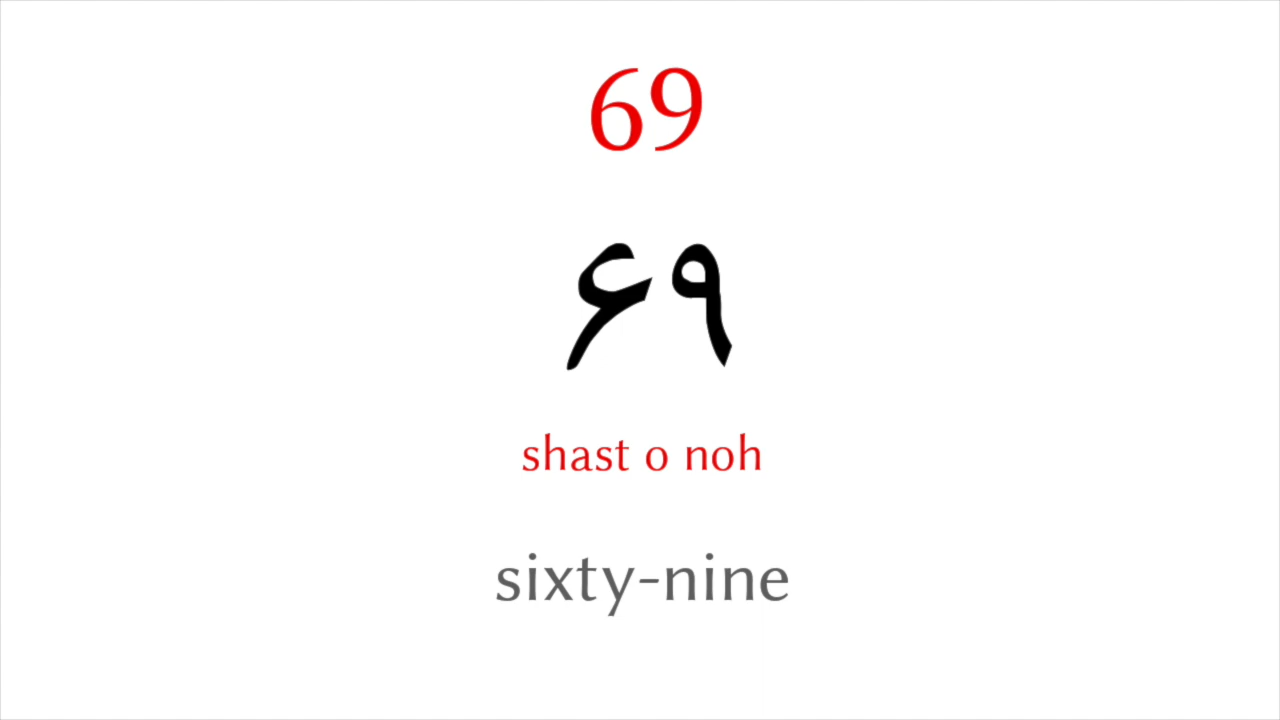 69
۶۹
shast o noh
sixty-nine